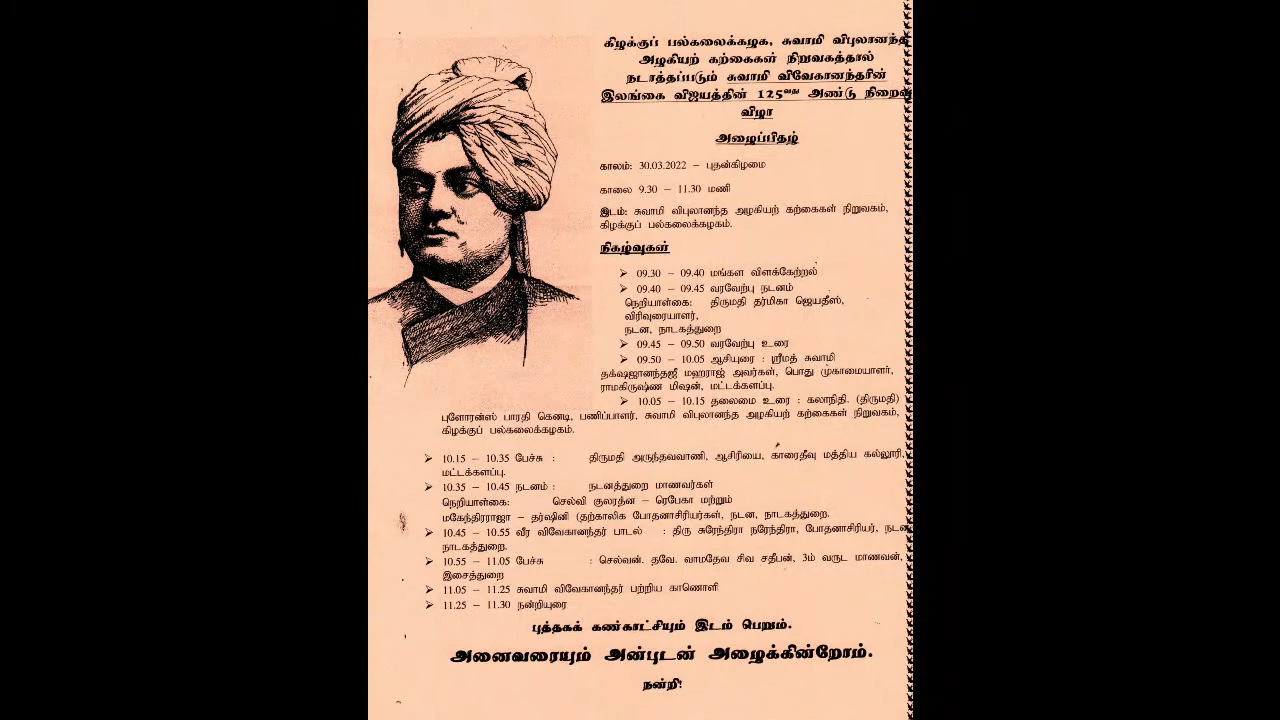 கிழக்குப் பல்கலைக்கழக, சுவாமி விபுலானந்த
அழகியற் கற்கைகள் நிறுவகத்தால்
நடாத்தப்படும் சுவாமி விவேகானந்தரின்
இலங்கை விஜயத்தின் 125வது அண்டு நிறைவு
விழா
அழைப்பிதழ்
காலம்: 30.03.2022 – புதன்கிழமை
காலை 9.30 – 11.30 மணி
இடம்: சுவாமி விபுலானந்த அழகியற் கற்கைகள் நிறுவகம்,
கிழக்குப் பல்கலைக்கழகம்.
நிகழ்வுகள்
➢ 09.30 – 09.40 மங்கள விளக்கேற்றல்
➢ 09.40 – 09.45 வரவேற்பு நடனம்
நெறியாள்கை: திருமதி தர்மிகா ஜெயதீஸ்,
விரிவுரையாளர்,
நடன, நாடகத்துறை
➢ 09.45 – 09.50 வரவேற்பு உரை
➢ 09.50 – 10.05 ஆசியுரை : ஸ்ரீமத் சுவாமி
தக்ஷஜானந்தஜீ மஹராஜ் அவர்கள், பொது முகாமையாளர்,
ராமகிருஷ்ண மிஷன், மட்டக்களப்பு.
➢ 10.05 – 10.15 தலைமை உரை : கலாநிதி. (திருமதி)
புளோரன்ஸ் பாரதி கெனடி, பணிப்பாளர், சுவாமி விபுலானந்த அழகியற் கற்கைகள் நிறுவகம்,
கிழக்குப் பல்கலைக்கழகம்.
➢ 10.15 – 10.35 பேச்சு : திருமதி அருந்தவவாணி, ஆசிரியை, காரைதீவு மத்திய கல்லூரி,
மட்டக்களப்பு.
➢ 10.35 – 10.45 நடனம் : நடனத்துறை மாணவர்கள்
நெறியாள்கை: செல்வி குலரத்ன – ரெபேகா மற்றும்
மகேந்திரராஜா – தர்ஷினி (தற்காலிக போதனாசிரியர்கள், நடன, நாடகத்துறை.
➢ 10.45 – 10.55 வீர விவேகானந்தர் பாடல் : திரு சுரேந்திரா நரேந்திரா, போதனாசிரியர், நடன
நாடகத்துறை.
➢ 10.55 – 11.05 பேச்சு : செல்வன். தவே. வாமதேவ சிவ சதீபன், 3ம் வருட மாணவன்,
இசைத்துறை
➢ 11.05 – 11.25 சுவாமி விவேகானந்தர் பற்றிய காணொளி
➢ 11.25 – 11.30 நன்றியுரை
புத்தகக் கண்காட்சியும் இடம் பெறும்.
அனைவரையும் அன்புடன் அழைக்கின்றோம்.
நன்றி!